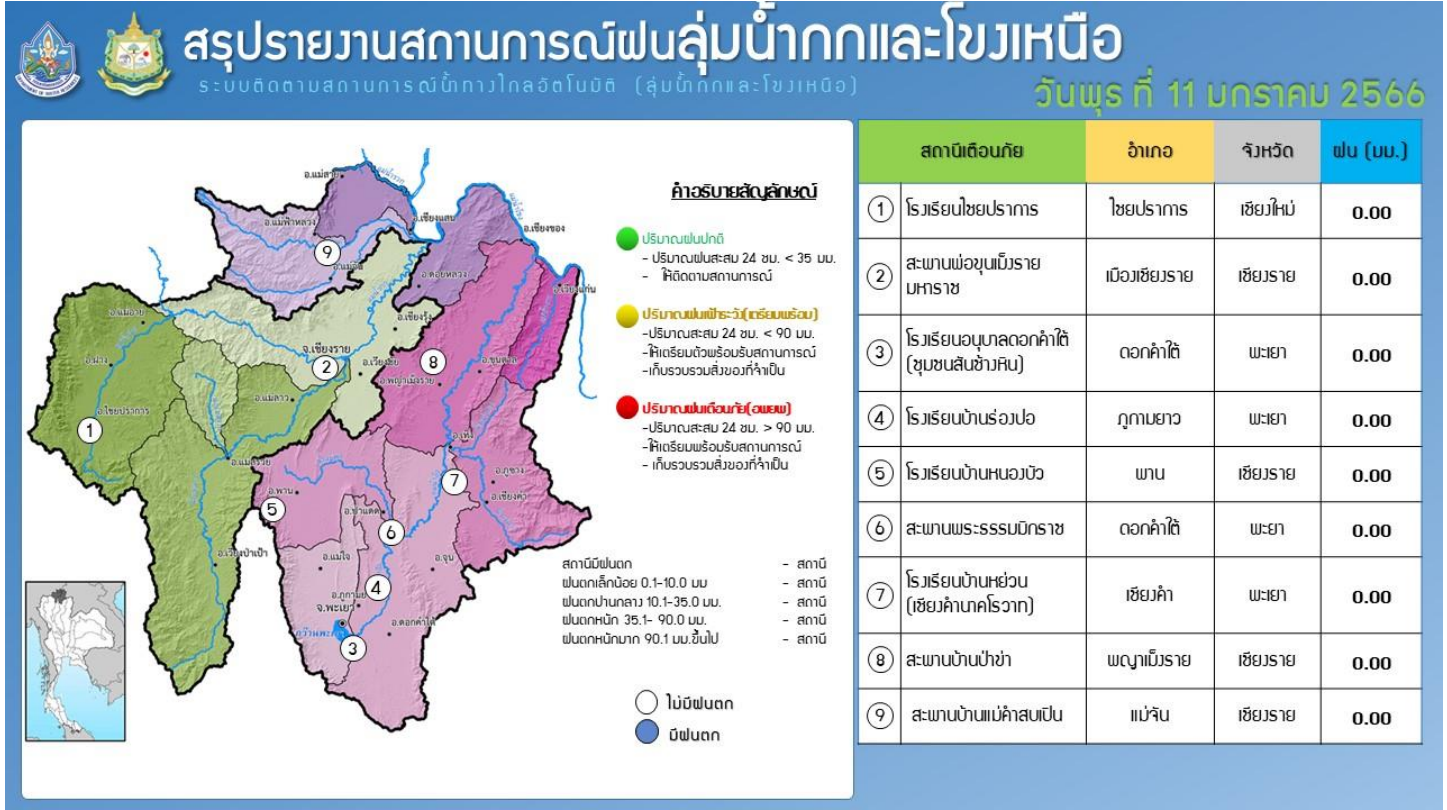 สรุปรายงานสถานการณ์ฝนลุ่มน้ำกกและโขงเหนือ
ระบบติดตามสถานการณ์น้ำทางไกลอัตโนมัติ (ลุ่มน้ำกกและโขงเหนือ)
วันพุธ ที่ 11 มกราคม 2566
อ.แม่สาย
อ.แม่ฟ้าหลวง
อ.เชียงแสน
อ.เชียงของ
9
อ.ดอยหลวง
อ.เวียงแก่น
อ.แม่อาย
อ.เชียงรุ้ง
จ.เชียงราย
2
อ.ฝาง
8
อ.ขุนตาล
อ.พญาเม็งราย
อ.แม่ลาว
อ.ไชยปราการ
1
อ.เทิง
อ.แม่สรวย
7
อ.ภูซาง
อ.เชียงคำ
อ.พาน
5
อ.ป่าแดด
6
อ.เวียงป่าเป้า
อ.แม่ใจ
อ.จุน
4
จ.พะเยา
อ.ดอกคำใต้
3
คำอธิบายสัญลักษณ์
ปริมาณฝนปกติ
- ปริมาณฝนสะสม 24 ชม. < 35 มม.
- ให้ติดตามสถานการณ์
ปริมาณฝนเฝ้าระวัง(เตรียมพร้อม)
-ปริมาณสะสม 24 ชม. < 90 มม.
-ให้เตรียมตัวพร้อมรับสถานการณ์
-เก็บรวบรวมสิ่งของที่จำเป็น
ปริมาณฝนเตือนภัย(อพยพ)
-ปริมาณสะสม 24 ชม. > 90 มม.
-ให้เตรียมพร้อมรับสถานการณ์
- เก็บรวบรวมสิ่งของที่จำเป็น
สถานีมีฝนตก - สถานี
ฝนตกเล็กน้อย 0.1-10.0 มม - สถานี
ฝนตกปานกลาง 10.1-35.0 มม. - สถานี
ฝนตกหนัก 35.1- 90.0 มม. - สถานี
ฝนตกหนักมาก 90.1 มม.ขึ้นไป - สถานี
ไม่มีฝนตก
มีฝนตก
สถานีเตือนภัย อำเภอ จังหวัด ฝน (มม.)
1 โรงเรียนไชยปราการ ไชยปราการ เชียงใหม่ 0.00
2 สะพานพ่อขุนเม็งราย
มหาราช เมืองเชียงราย เชียงราย 0.00
3 โรงเรียนอนุบาลดอกคำใต้
(ชุมชนสันช้างหิน) ดอกคำใต้ พะเยา 0.00
4 โรงเรียนบ้านร่องปอ ภูกามยาว พะเยา 0.00
5 โรงเรียนบ้านหนองบัว พาน เชียงราย 0.00
6 สะพานพระธรรมมิกราช ดอกคำใต้ พะยา 0.00
7 โรงเรียนบ้านหย่วน
(เชียงคำนาคโรวาท) เชียงคำ พะเยา 0.00
8 สะพานบ้านป่าข่า พญาเม็งราย เชียงราย 0.00
9 สะพานบ้านแม่คำสบเปิน แม่จัน เชียงราย 0.00